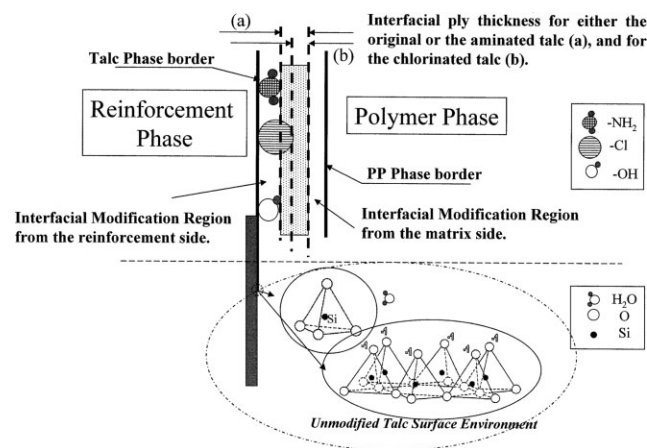 (a)
Interfacial ply thickness for either the
original or the aminated talc (a), and for
the chlorinated talc (b).
(b)
Talc Phase border
Reinforcement
Phase
Polymer Phase
-NH2
-Cl
-OH
PP Phase border
Interfacial Modification Region
from the reinforcement side.
Interfacial Modification Region
from the matrix side.
Si
H2O
O
Si
A A A A A A
Unmodified Talc Surface Environment